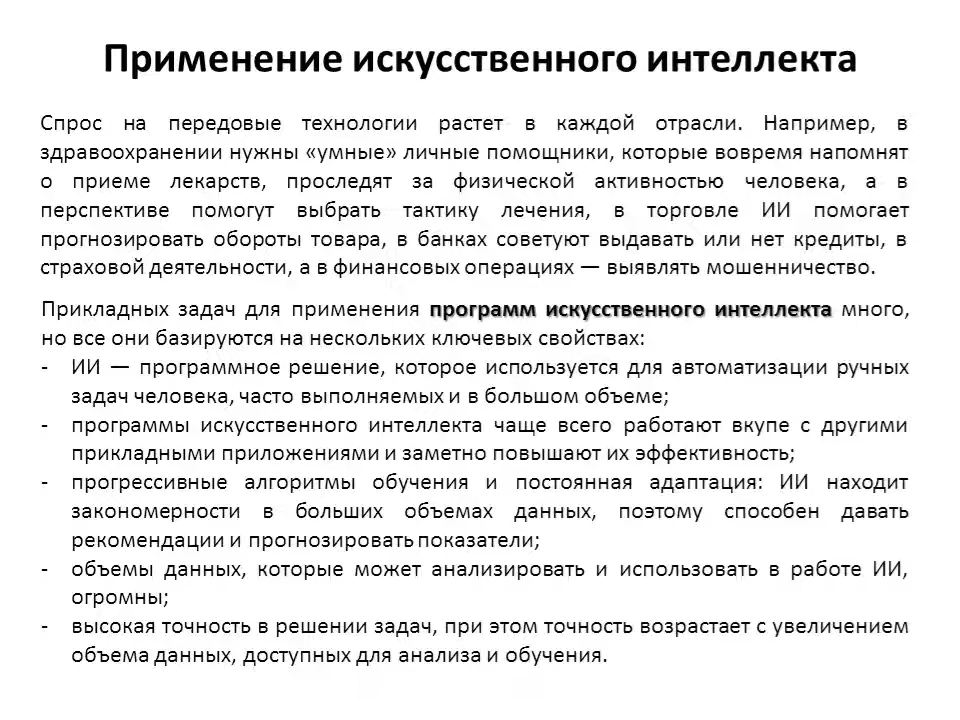 Применение искусственного интеллекта
Спрос на передовые технологии растет в каждой отрасли. Например, в
здравоохранении нужны «умные» личные помощники, которые вовремя напомнят
о приеме лекарств, проследят за физической активностью человека, а в
перспективе помогут выбрать тактику лечения, в торговле ИИ помогает
прогнозировать обороты товара, в банках советуют выдавать или нет кредиты, в
страховой деятельности, а в финансовых операциях — выявлять мошенничество.
Прикладных задач для применения программ искусственного интеллекта много,
но все они базируются на нескольких ключевых свойствах:
- ИИ — программное решение, которое используется для автоматизации ручных
задач человека, часто выполняемых и в большом объеме;
- программы искусственного интеллекта чаще всего работают вкупе с другими
прикладными приложениями и заметно повышают их эффективность;
- прогрессивные алгоритмы обучения и постоянная адаптация: ИИ находит
закономерности в больших объемах данных, поэтому способен давать
рекомендации и прогнозировать показатели;
- объемы данных, которые может анализировать и использовать в работе ИИ,
огромны;
- высокая точность в решении задач, при этом точность возрастает с увеличением
объема данных, доступных для анализа и обучения.